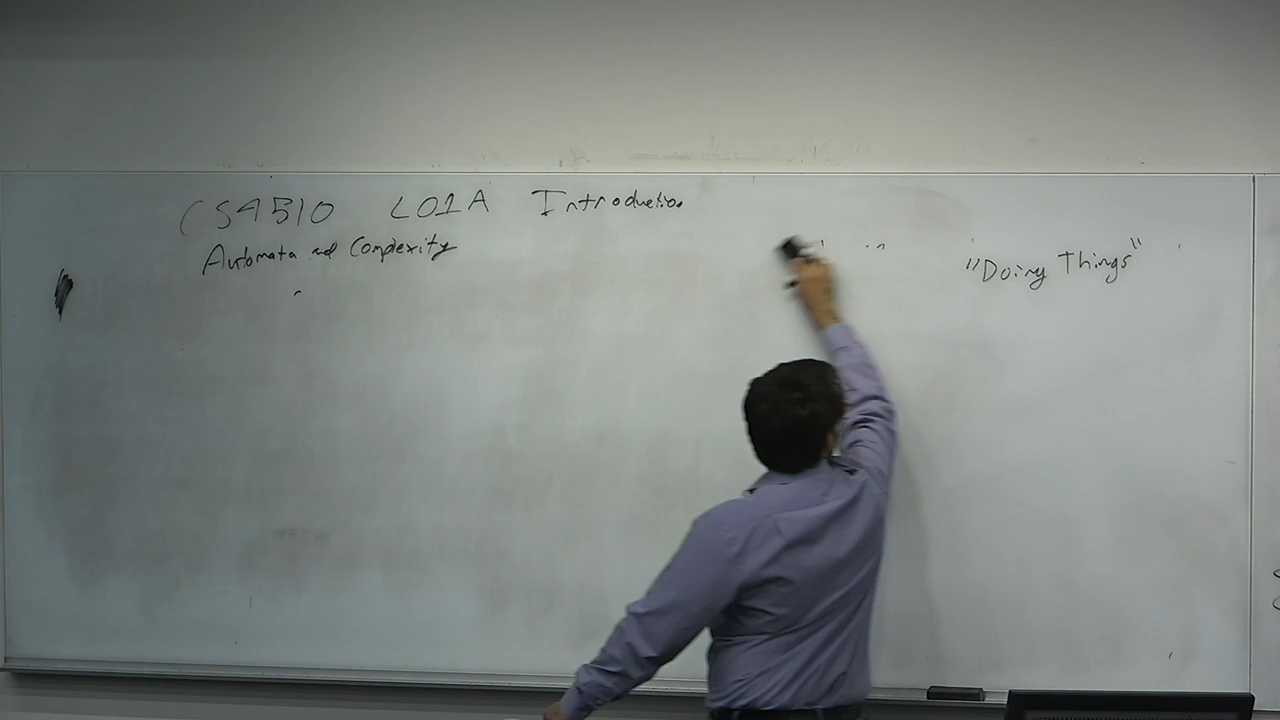 CS4510 L01A Introduction
Automata and Complexity
"Doing Things"